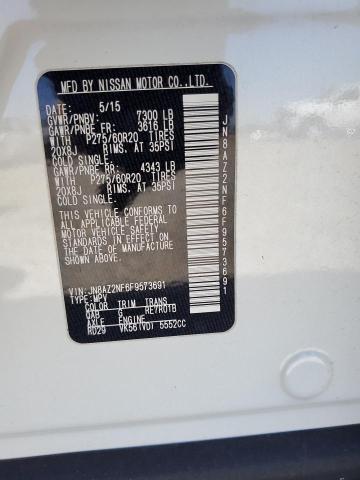 MFD BY NISSAN MOTOR CO.,LTD.
DATE: 5/15
GVWR/PNBV: 7300 LB
GAWR/PNBE FR: 3616 LB
WITH P275/60R20 TIRES
20X8J RIMS, AT 35PSI
COLD SINGLE.
GAWR/PNBE RR: 4343 LB
WITH P275/60R20 TIRES
20X8J RIMS, AT 35PSI
COLD SINGLE.
THIS VEHICLE CONFORMS TO
ALL APPLICABLE FEDERAL
MOTOR VEHICLE SAFETY
STANDARDS IN EFFECT ON
THE DATE OF MANUFACTURE
SHOWN ABOVE.
VIN: JN8AZ2NF6F9573691
TYPE: MPV
COLOR TRIM TRANS
QAB G RE7R01B
AXLE ENGINE
RD29 VK56(VD) 5552CC
JN8AZ2NF6F9573691